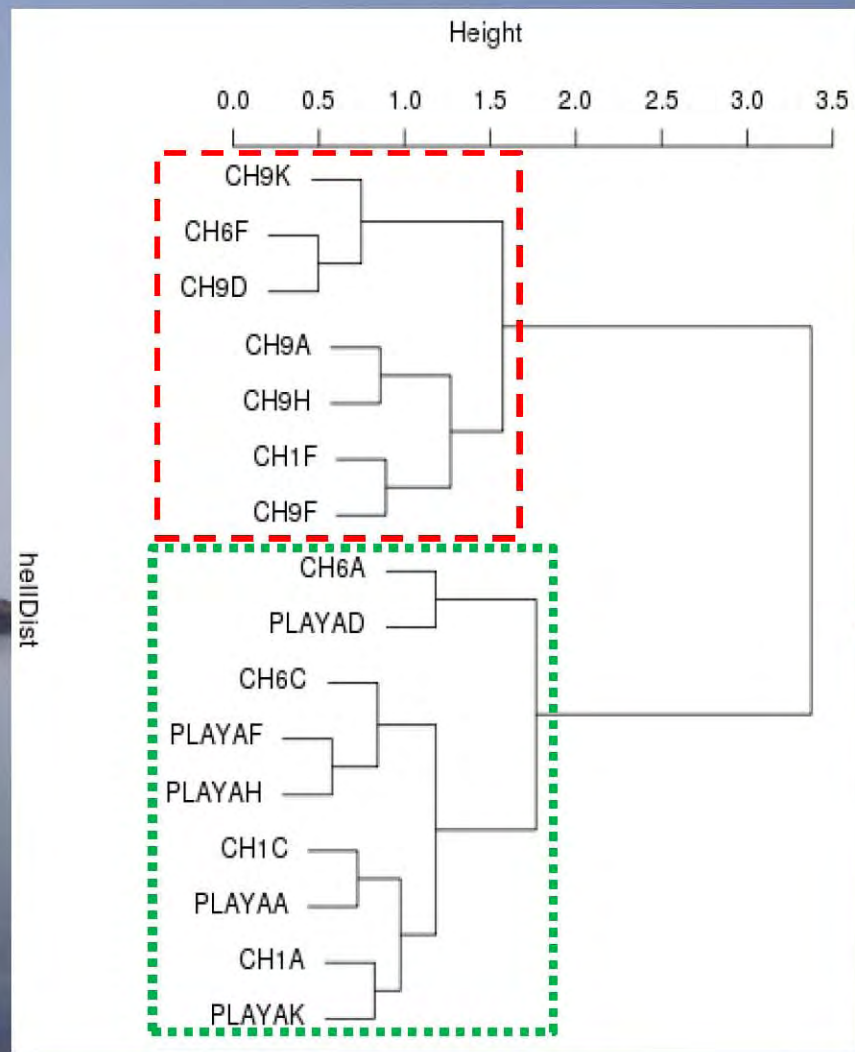 Height
0.0 0.5 1.0 1.5 2.0 2.5 3.0 3.5
CH9K
CH6F
CH9D
CH9A
CH9H
CH1F
CH9F
CH6A
PLAYAD
CH6C
PLAYAF
PLAYAH
CH1C
PLAYAA
CH1A
PLAYAK
hellDist